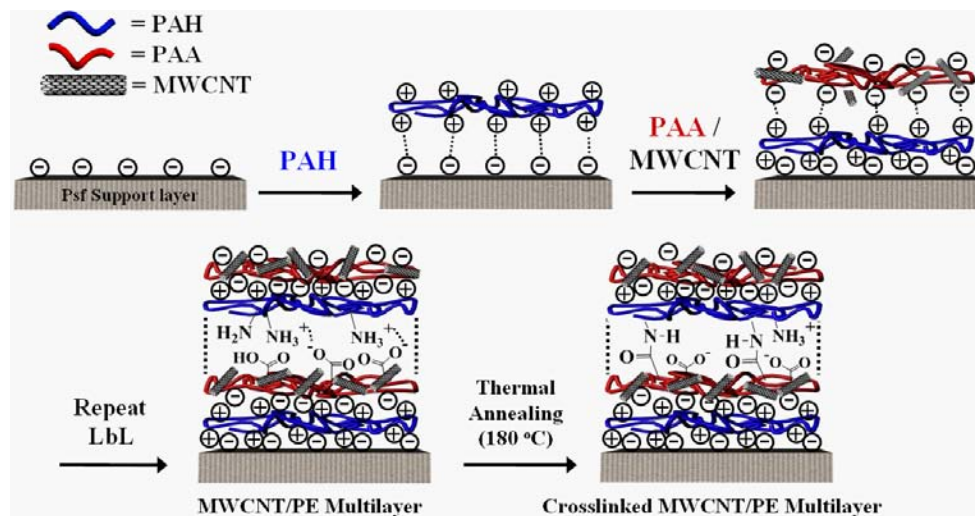 = PAH
= PAA
= MWCNT
Psf Support layer
PAH
PAA /
MWCNT
H₂N
NH₃⁺
NH₃⁺
HO
O
O⁻
O
O
O⁻
Repeat
LbL
MWCNT/PE Multilayer
Thermal
Annealing
(180 °C)
N-H
O
O
O⁻
H-N
O
NH₃⁺
⁻O
O
Crosslinked MWCNT/PE Multilayer